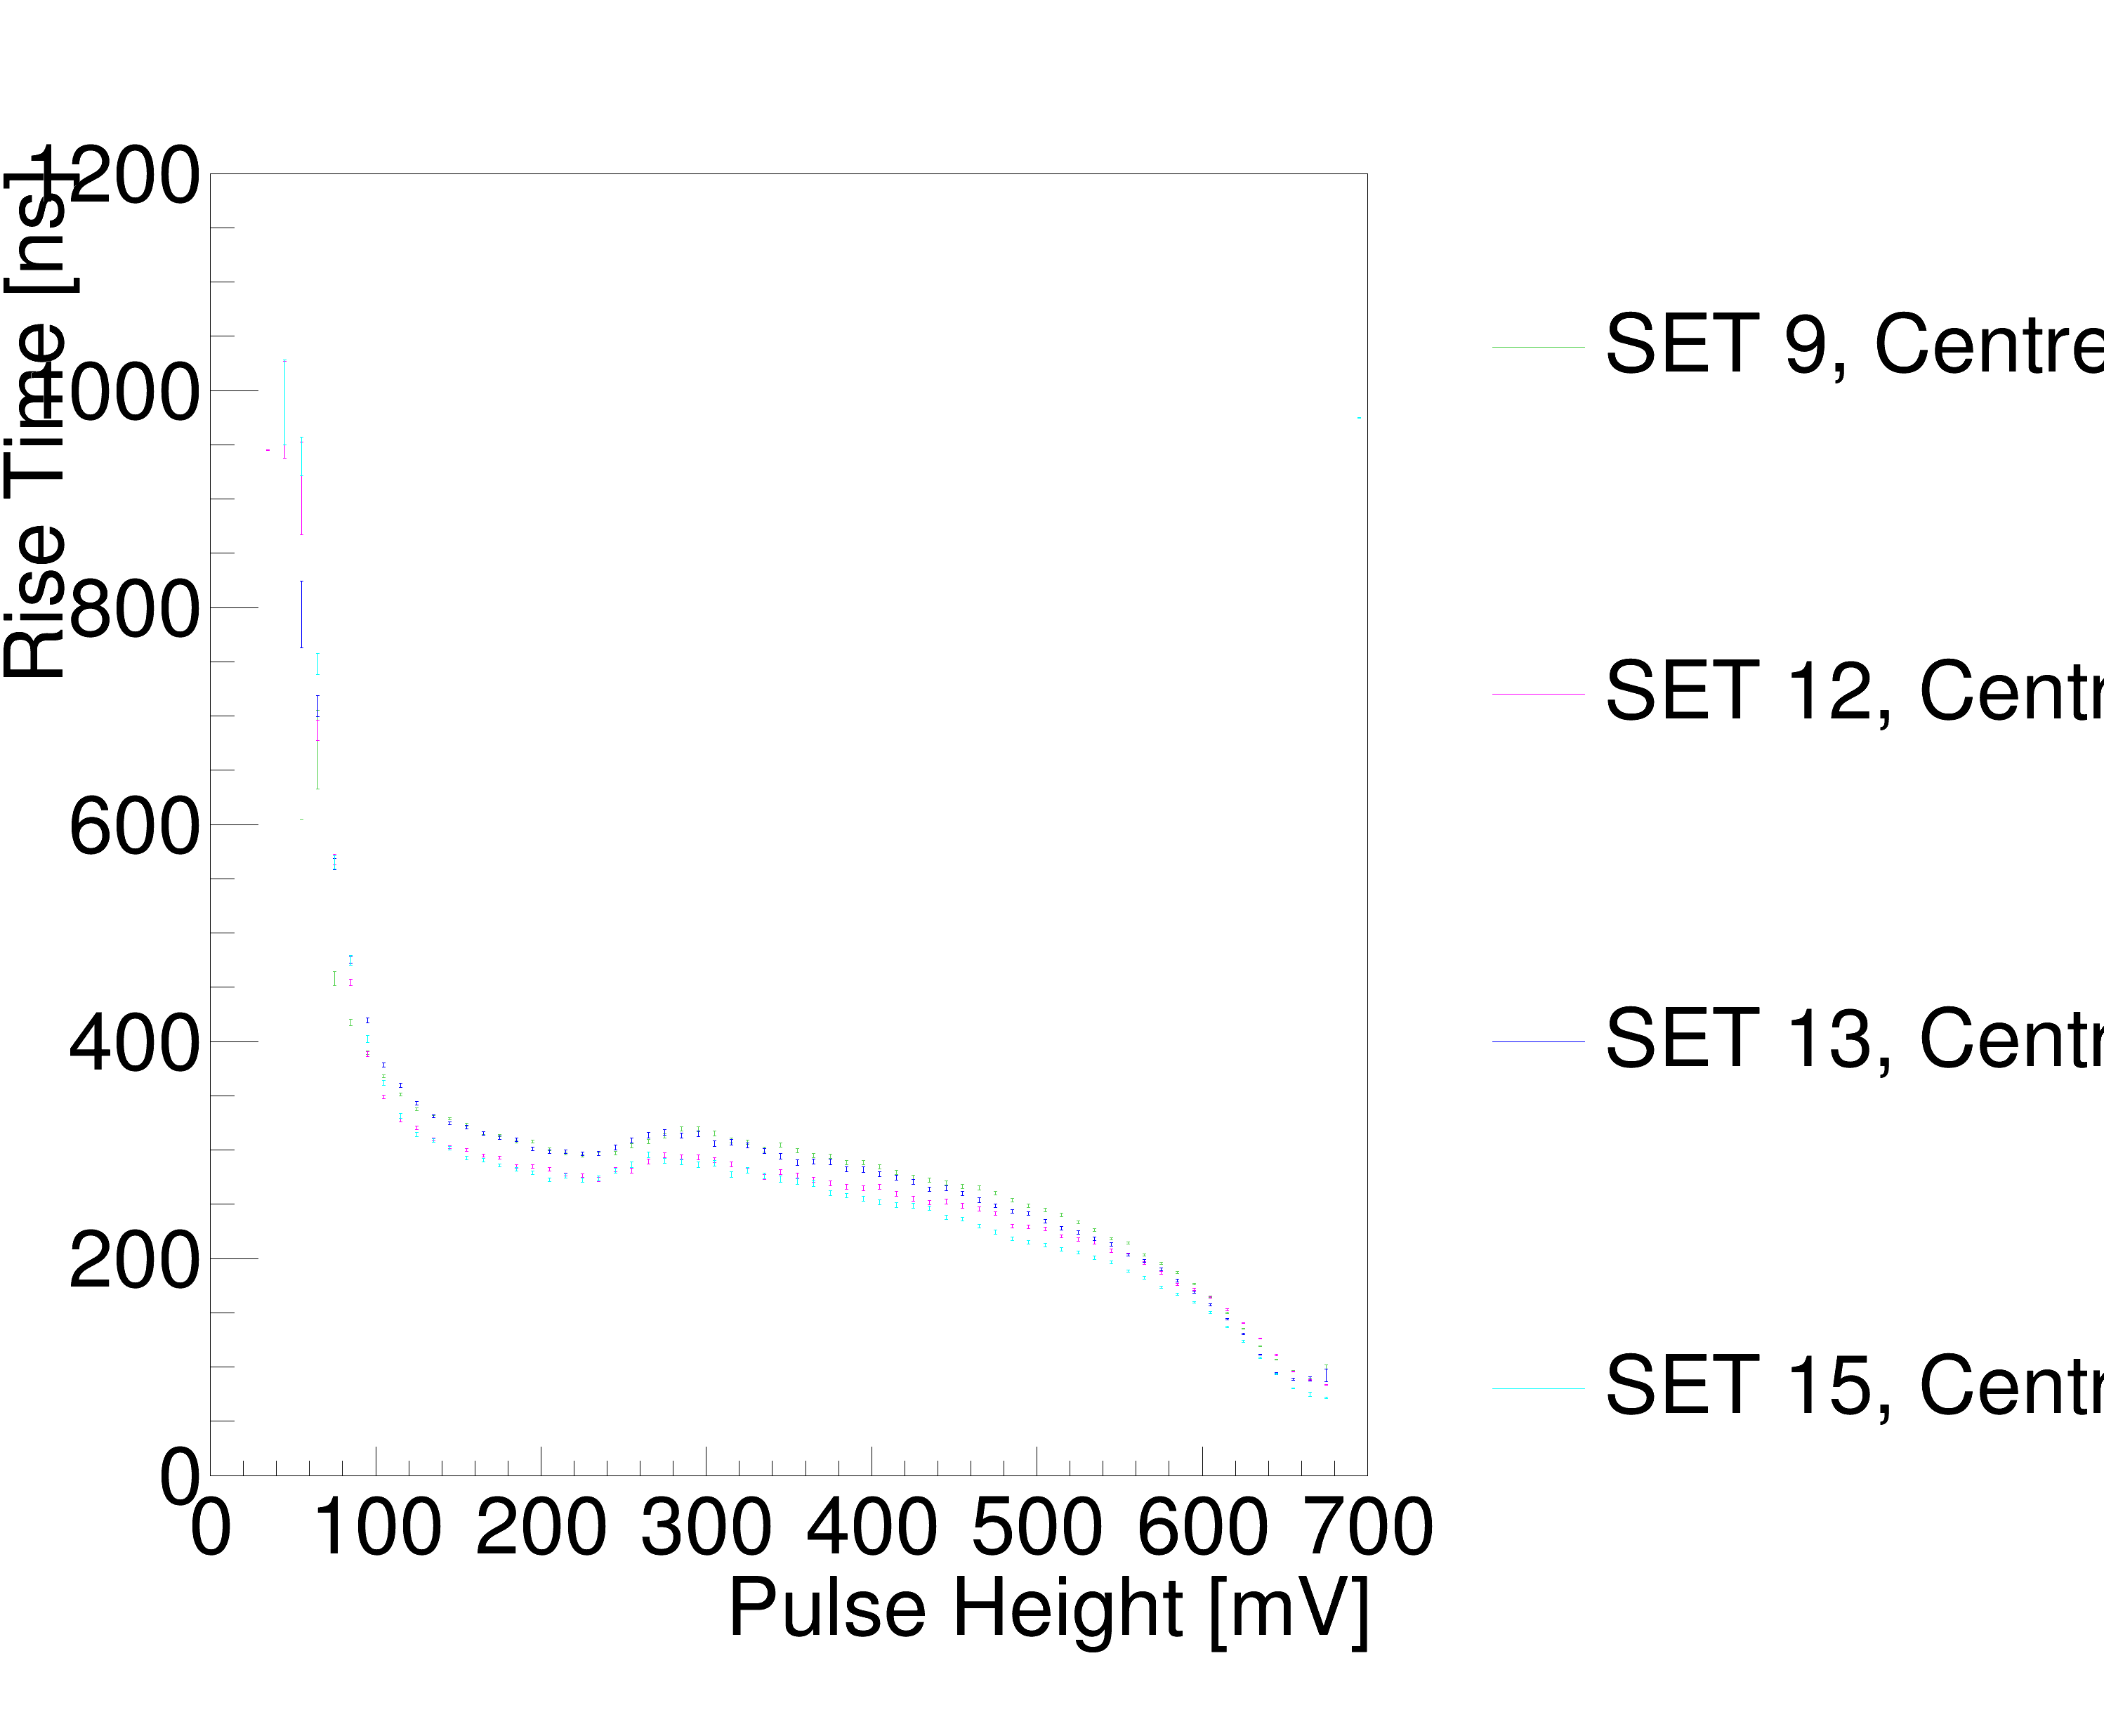 Rise Time [ns]
1200
1000
800
600
400
200
0
0 100 200 300 400 500 600 700
Pulse Height [mV]
SET 9, Centre
SET 12, Centr
SET 13, Centr
SET 15, Centr